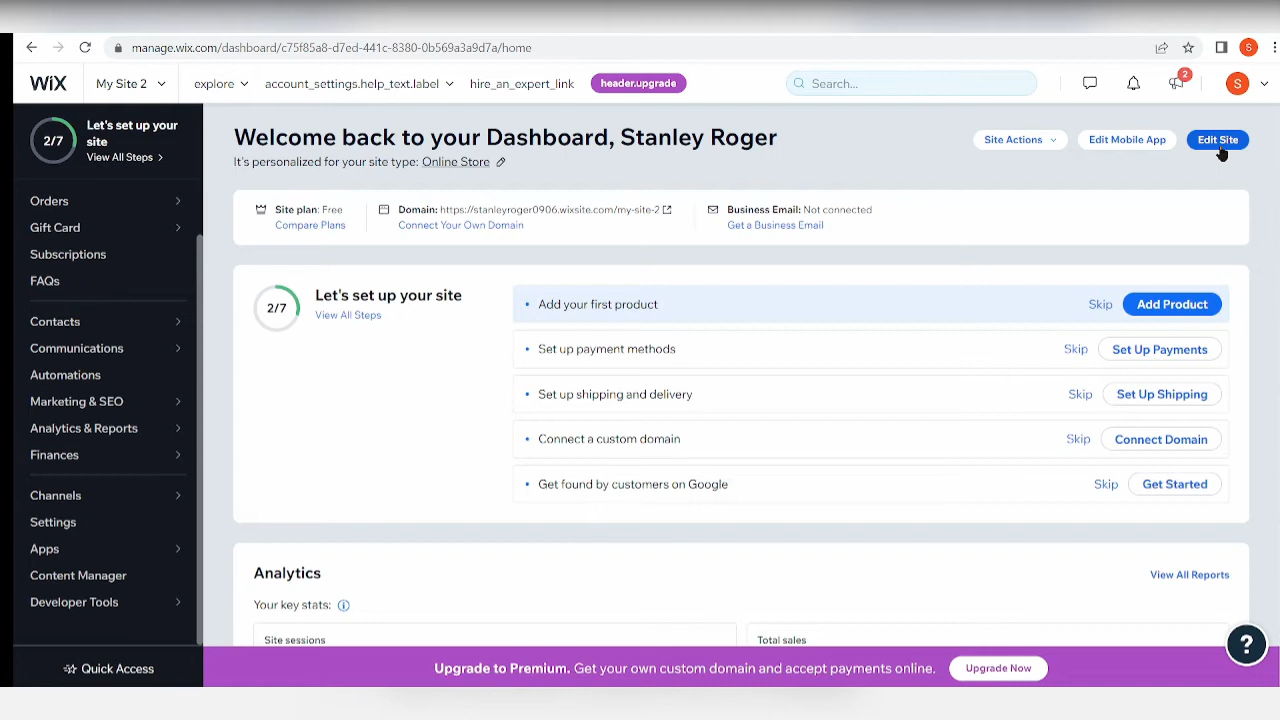 manage.wix.com/dashboard/c75f85a8-d7ed-441c-8380-0b569a3a9d7a/home
S
WiX My Site 2 explore account_settings.help_text.label hire_an_expert_link header.upgrade Search... 2 S
2/7 Let's set up your site
View All Steps
Orders
Gift Card
Subscriptions
FAQs
Contacts
Communications
Automations
Marketing & SEO
Analytics & Reports
Finances
Channels
Settings
Apps
Content Manager
Developer Tools
Quick Access
Welcome back to your Dashboard, Stanley Roger
Site Actions Edit Mobile App Edit Site
It's personalized for your site type: Online Store
Site plan: Free Domain: https://stanleyroger0906.wixsite.com/my-site-2 Business Email: Not connected
Compare Plans Connect Your Own Domain Get a Business Email
2/7 Let's set up your site
View All Steps
Add your first product Skip Add Product
Set up payment methods Skip Set Up Payments
Set up shipping and delivery Skip Set Up Shipping
Connect a custom domain Skip Connect Domain
Get found by customers on Google Skip Get Started
Analytics View All Reports
Your key stats:
Site sessions Total sales
Upgrade to Premium. Get your own custom domain and accept payments online. Upgrade Now
?